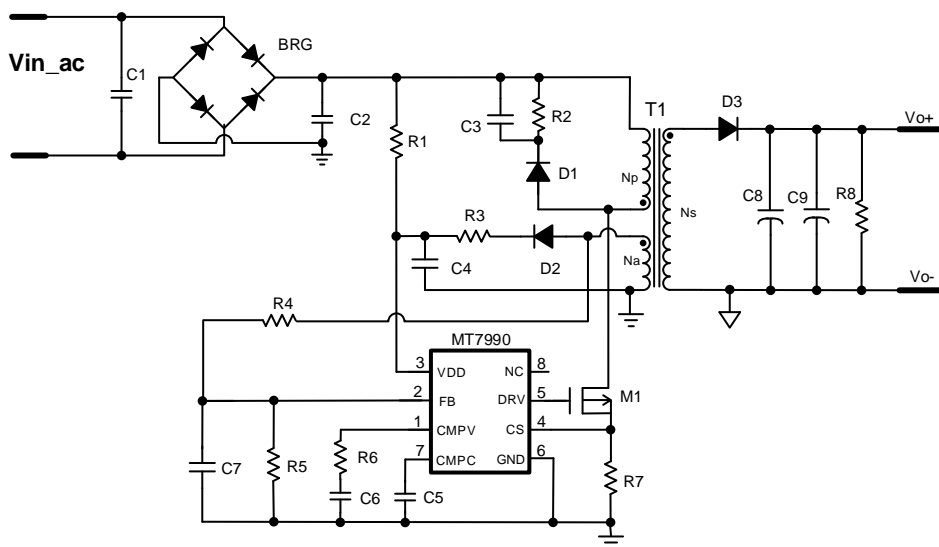 BRG
Vin_ac
C1
C2
R1
C3
R2
D1
T1
D3
Np
Ns
Na
Vo+
C8
C9
R8
Vo-
R3
D2
C4
R4
MT7990
3 VDD NC 8
2 FB DRV 5
M1
1 CMPV CS 4
7 CMPC GND 6
C7
R5
R6
C6
C5
R7